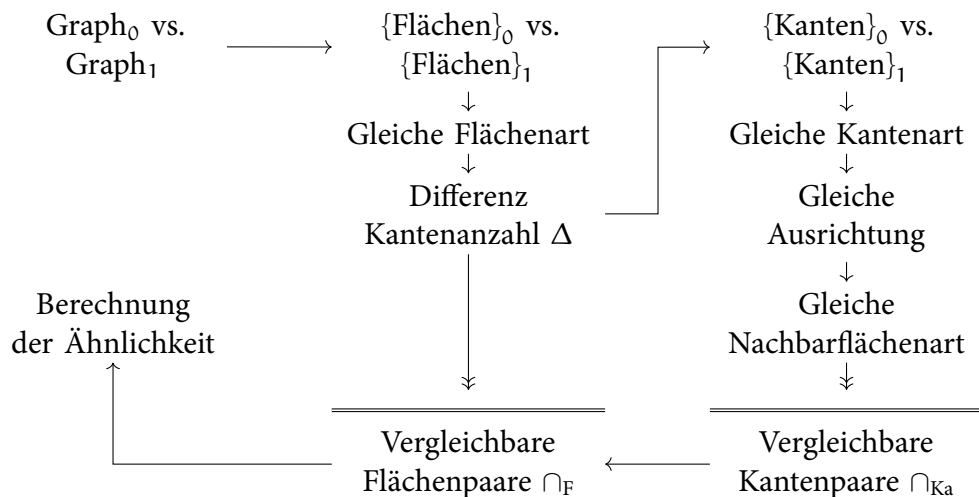 Graph₀ vs.
Graph₁
{Flächen}₀ vs.
{Flächen}₁
Gleiche Flächenart
Differenz
Kantenanzahl Δ
{Kanten}₀ vs.
{Kanten}₁
Gleiche Kantenart
Gleiche
Ausrichtung
Gleiche
Nachbarflächenart
Vergleichbare
Kantenpaare ∩Ka
Vergleichbare
Flächenpaare ∩F
Berechnung
der Ähnlichkeit